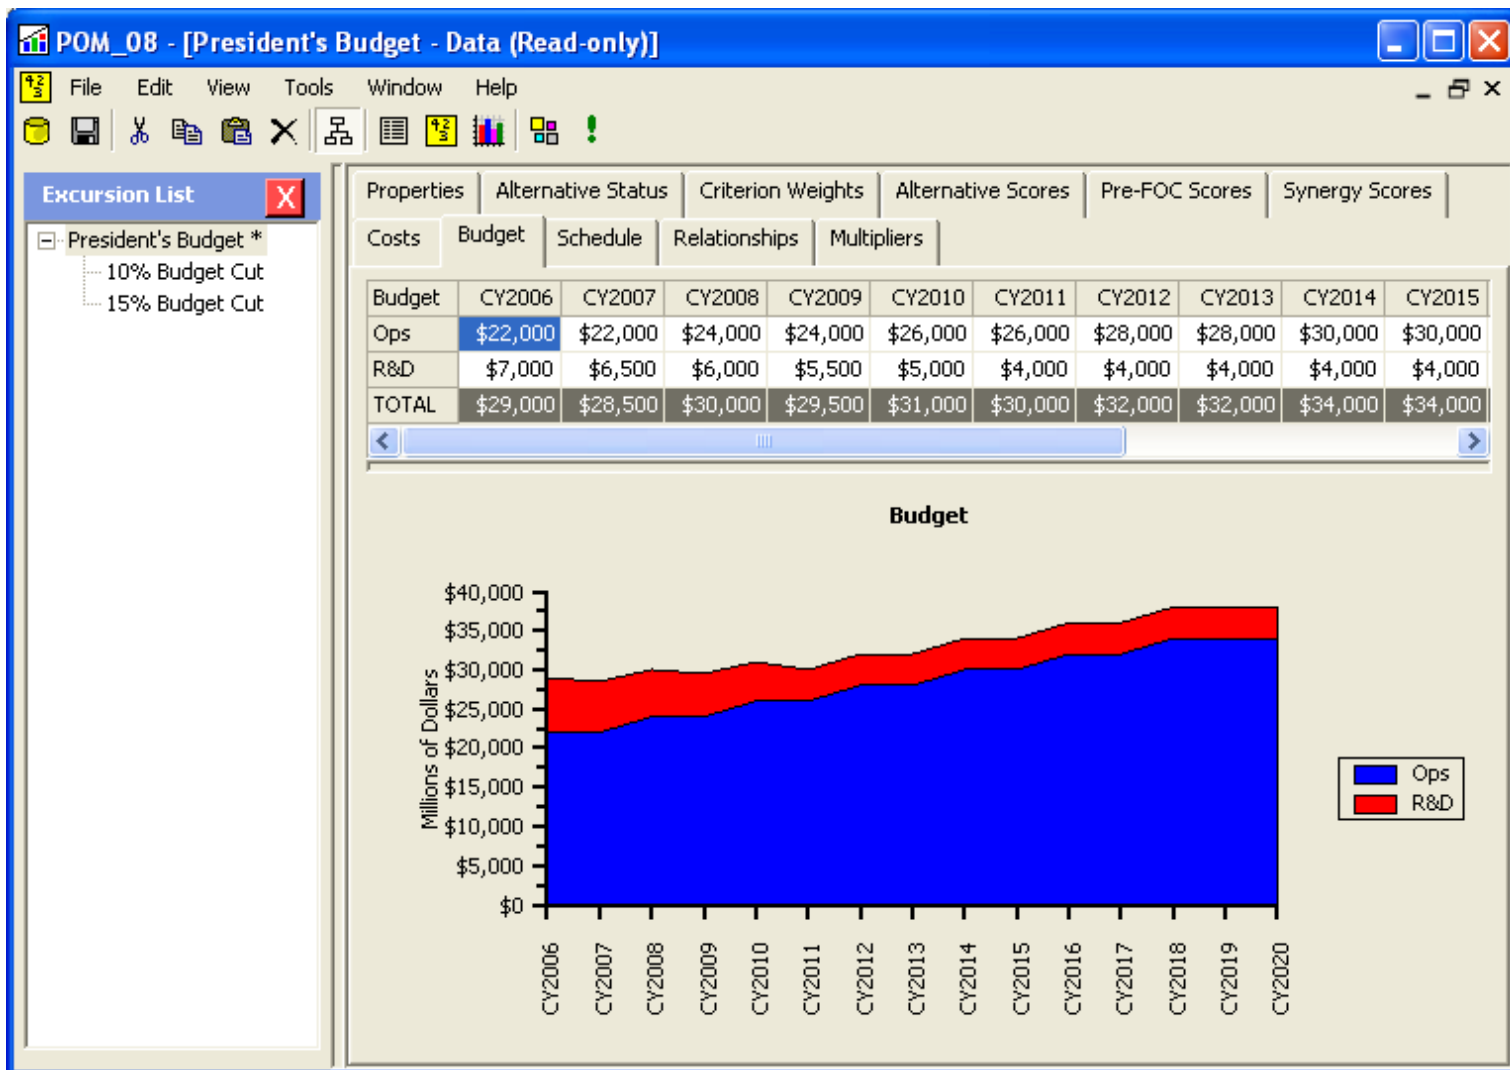 POM_08 - [President's Budget - Data (Read-only)]
File Edit View Tools Window Help
Excursion List
President's Budget *
10% Budget Cut
15% Budget Cut
Properties Alternative Status Criterion Weights Alternative Scores Pre-FOC Scores Synergy Scores
Costs Budget Schedule Relationships Multipliers
Budget CY2006 CY2007 CY2008 CY2009 CY2010 CY2011 CY2012 CY2013 CY2014 CY2015
Ops $22,000 $22,000 $24,000 $24,000 $26,000 $26,000 $28,000 $28,000 $30,000 $30,000
R&D $7,000 $6,500 $6,000 $5,500 $5,000 $4,000 $4,000 $4,000 $4,000 $4,000
TOTAL $29,000 $28,500 $30,000 $29,500 $31,000 $30,000 $32,000 $32,000 $34,000 $34,000
Budget
Millions of Dollars
$40,000
$35,000
$30,000
$25,000
$20,000
$15,000
$10,000
$5,000
$0
CY2006 CY2007 CY2008 CY2009 CY2010 CY2011 CY2012 CY2013 CY2014 CY2015 CY2016 CY2017 CY2018 CY2019 CY2020
Ops
R&D